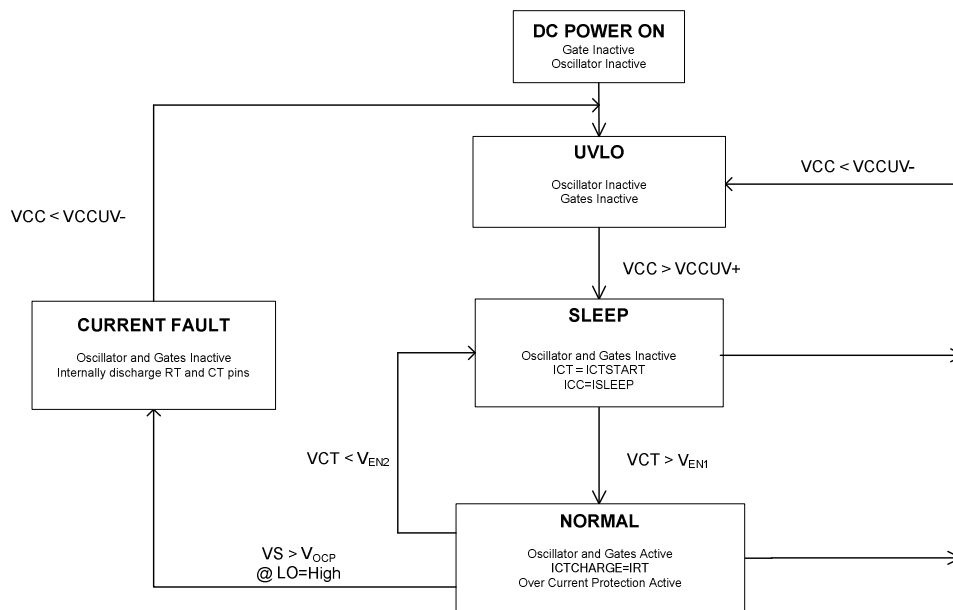 DC POWER ON
Gate Inactive
Oscillator Inactive
UVLO
Oscillator Inactive
Gates Inactive
VCC < VCCUV-
VCC < VCCUV-
VCC > VCCUV+
CURRENT FAULT
Oscillator and Gates Inactive
Internally discharge RT and CT pins
SLEEP
Oscillator and Gates Inactive
ICT = ICTSTART
ICC=ISLEEP
VCT < VEN2
VCT > VEN1
NORMAL
Oscillator and Gates Active
ICTCHARGE=IRT
Over Current Protection Active
VS > VOCP
@ LO=High